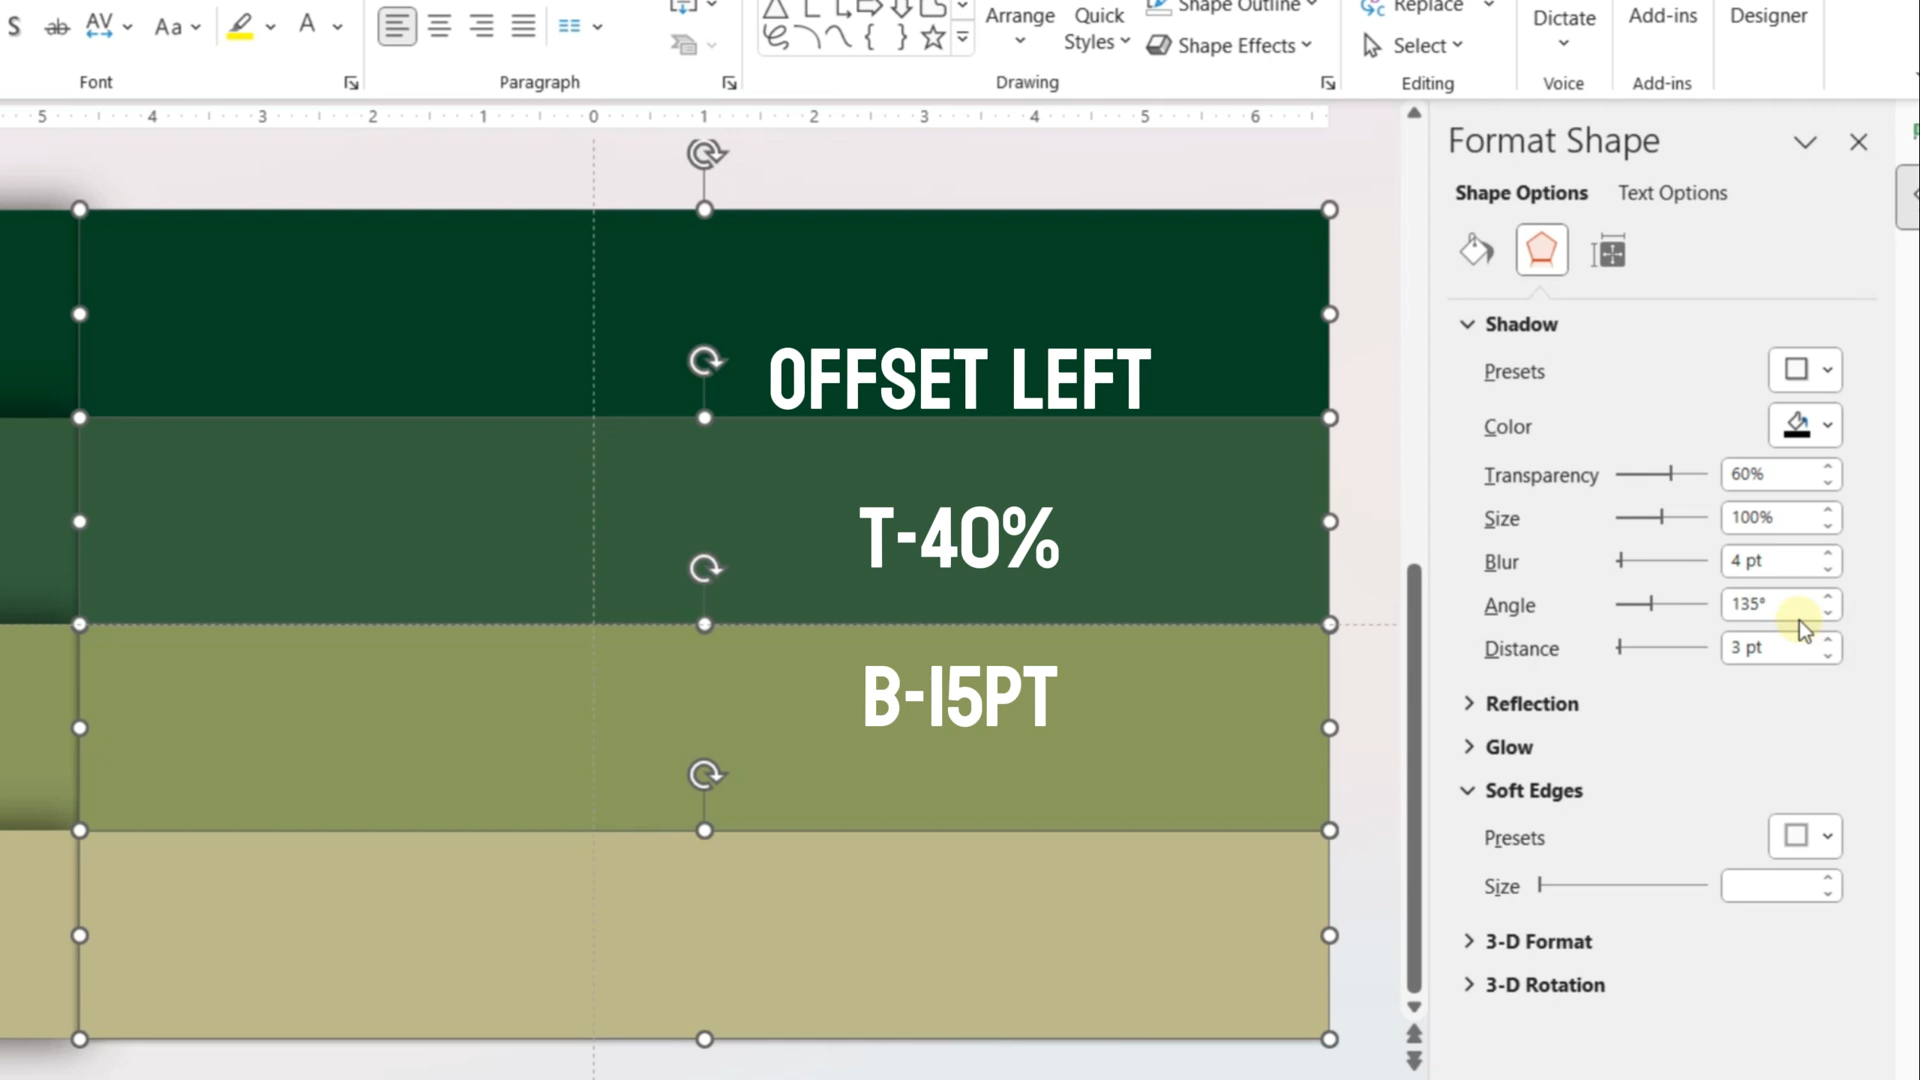 S ab AV Aa A
Arrange
Quick
Styles
Shape Outline
Shape Effects
Replace
Select
Dictate
Add-ins
Designer
Font
Paragraph
Drawing
Editing
Voice
Add-ins
5 4 3 2 1 0 1 2 3 4 5 6
OFFSET LEFT
T-40%
B-15PT
Format Shape
Shape Options Text Options
Shadow
Presets
Color
Transparency 60%
Size 100%
Blur 4 pt
Angle 135°
Distance 3 pt
Reflection
Glow
Soft Edges
Presets
Size
3-D Format
3-D Rotation